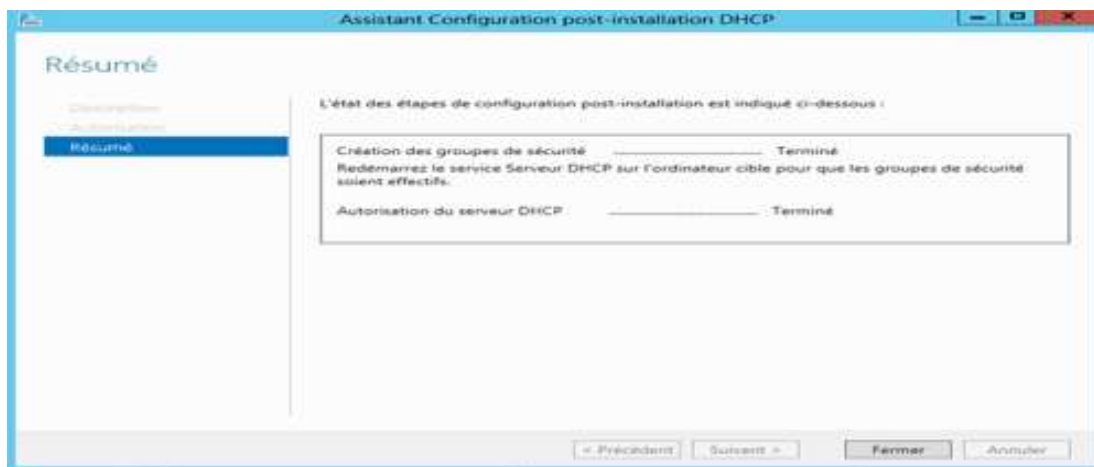 Assistant Configuration post-installation DHCP
Résumé
Description
Autorisation
Résumé
L'état des étapes de configuration post-installation est indiqué ci-dessous :
Création des groupes de sécurité Terminé
Redémarrez le service Serveur DHCP sur l'ordinateur cible pour que les groupes de sécurité
soient effectifs.
Autorisation du serveur DHCP Terminé
< Précédent
Suivant >
Fermer
Annuler